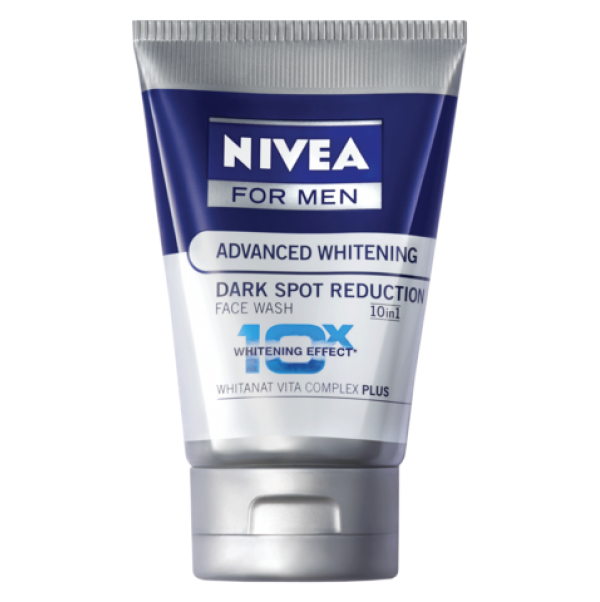 NIVEA
FOR MEN
ADVANCED WHITENING
DARK SPOT REDUCTION
FACE WASH 10in1
10x
WHITENING EFFECT*
WHITANAT VITA COMPLEX PLUS